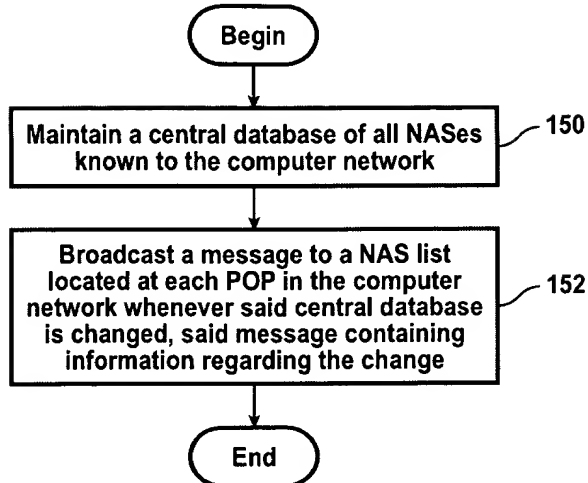 Begin
Maintain a central database of all NASes
known to the computer network
150
Broadcast a message to a NAS list
located at each POP in the computer
network whenever said central database
is changed, said message containing
information regarding the change
152
End